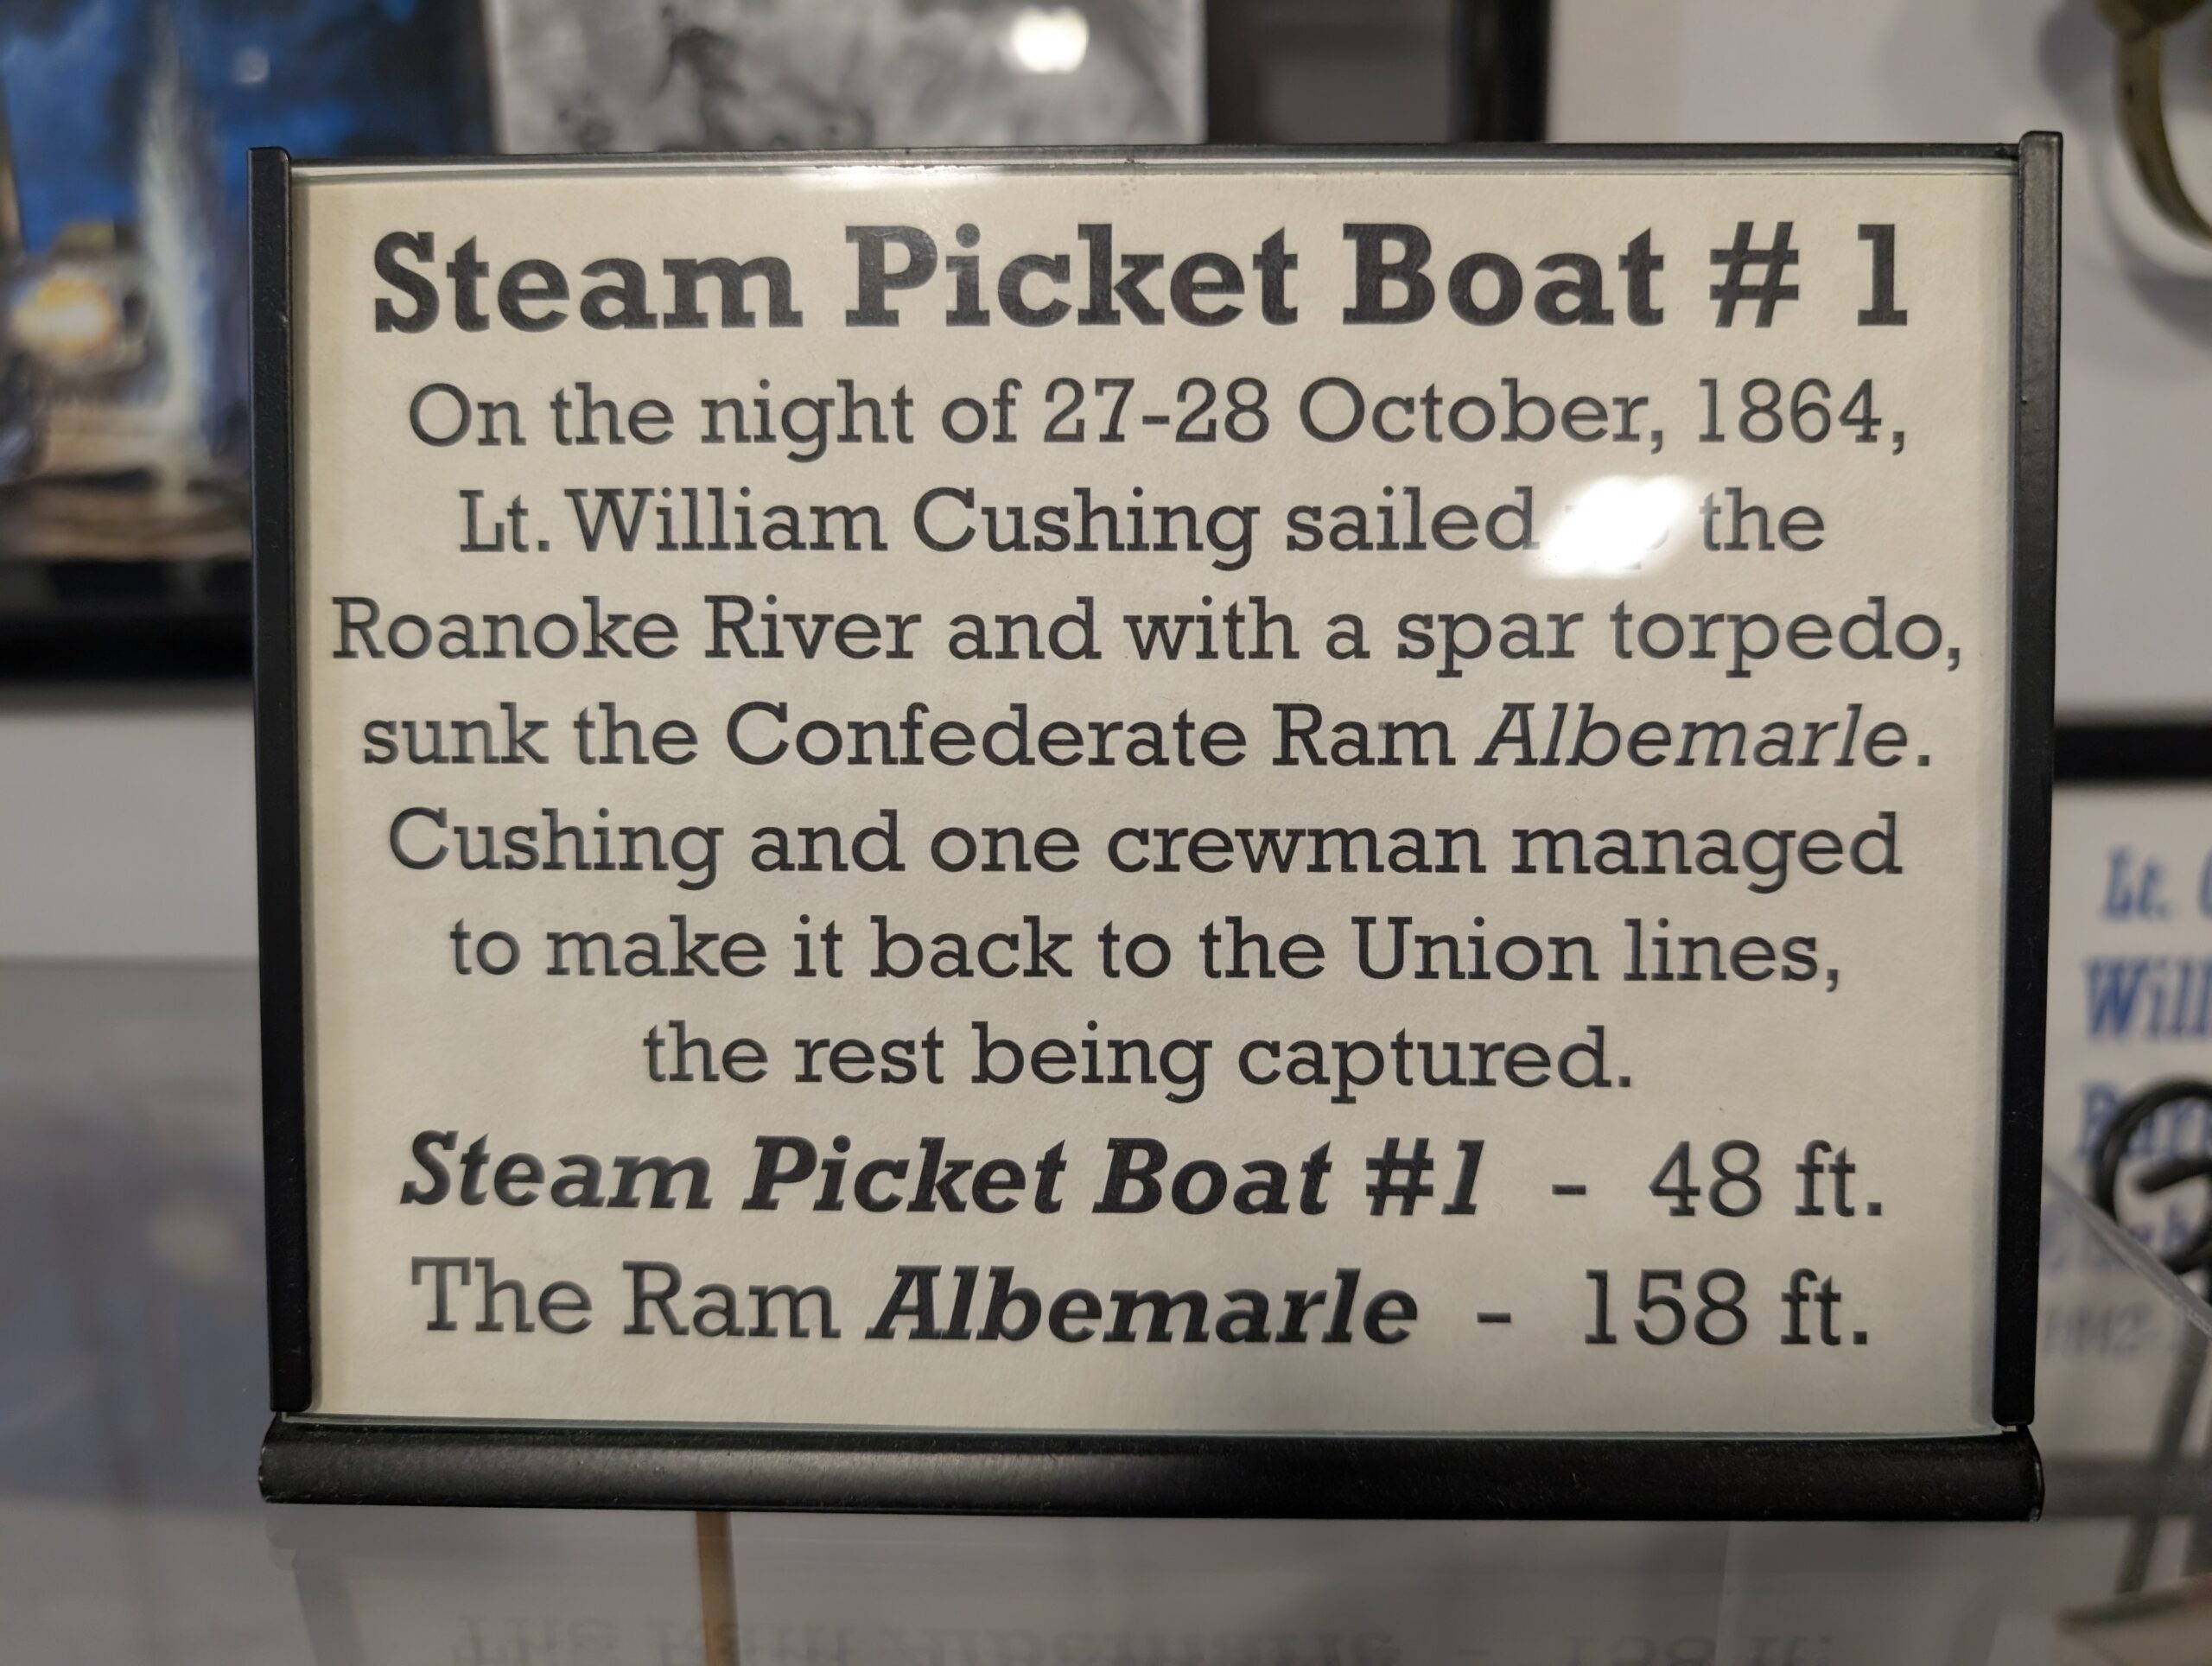 Steam Picket Boat # 1
On the night of 27-28 October, 1864,
Lt. William Cushing sailed the
Roanoke River and with a spar torpedo,
sunk the Confederate Ram Albemarle.
Cushing and one crewman managed
to make it back to the Union lines,
the rest being captured.
Steam Picket Boat #1 - 48 ft.
The Ram Albemarle - 158 ft.
Lt.
Will